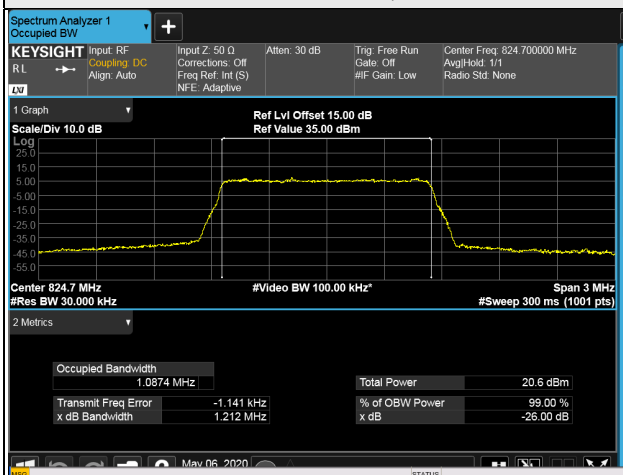 Spectrum Analyzer 1
Occupied BW
+
KEYSIGHT
RL
LXI
Input: RF
Coupling: DC
Align: Auto
Input Z: 50 Ω
Corrections: Off
Freq Ref: Int (S)
NFE: Adaptive
Atten: 30 dB
Trig: Free Run
Gate: Off
#IF Gain: Low
Center Freq: 824.700000 MHz
Avg|Hold: 1/1
Radio Std: None
1 Graph
Scale/Div 10.0 dB
Ref Lvl Offset 15.00 dB
Ref Value 35.00 dBm
Log
25.0
15.0
5.00
-5.00
-15.0
-25.0
-35.0
-45.0
-55.0
Center 824.7 MHz
#Res BW 30.000 kHz
#Video BW 100.00 kHz*
Span 3 MHz
#Sweep 300 ms (1001 pts)
2 Metrics
Occupied Bandwidth
1.0874 MHz
Total Power 20.6 dBm
Transmit Freq Error -1.141 kHz
% of OBW Power 99.00 %
x dB Bandwidth 1.212 MHz
x dB -26.00 dB
May 06, 2020
MSG
STATUS